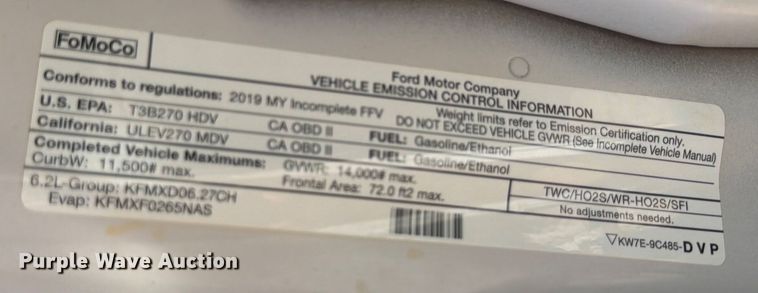 FoMoCo
Ford Motor Company
VEHICLE EMISSION CONTROL INFORMATION
Conforms to regulations: 2019 MY Incomplete FFV
Weight limits refer to Emission Certification only.
DO NOT EXCEED VEHICLE GVWR (See Incomplete Vehicle Manual)
U.S. EPA: T3B270 HDV CA OBD II FUEL: Gasoline/Ethanol
California: ULEV270 MDV CA OBD II FUEL: Gasoline/Ethanol
Completed Vehicle Maximums: GVWR: 14,000# max.
CurbW: 11,500# max. Frontal Area: 72.0 ft2 max.
6.2L-Group: KFMXD06.27CH
Evap: KFMXF0265NAS
TWC/HO2S/WR-HO2S/SFI
No adjustments needed.
KW7E-9C485-DVP
Purple Wave Auction